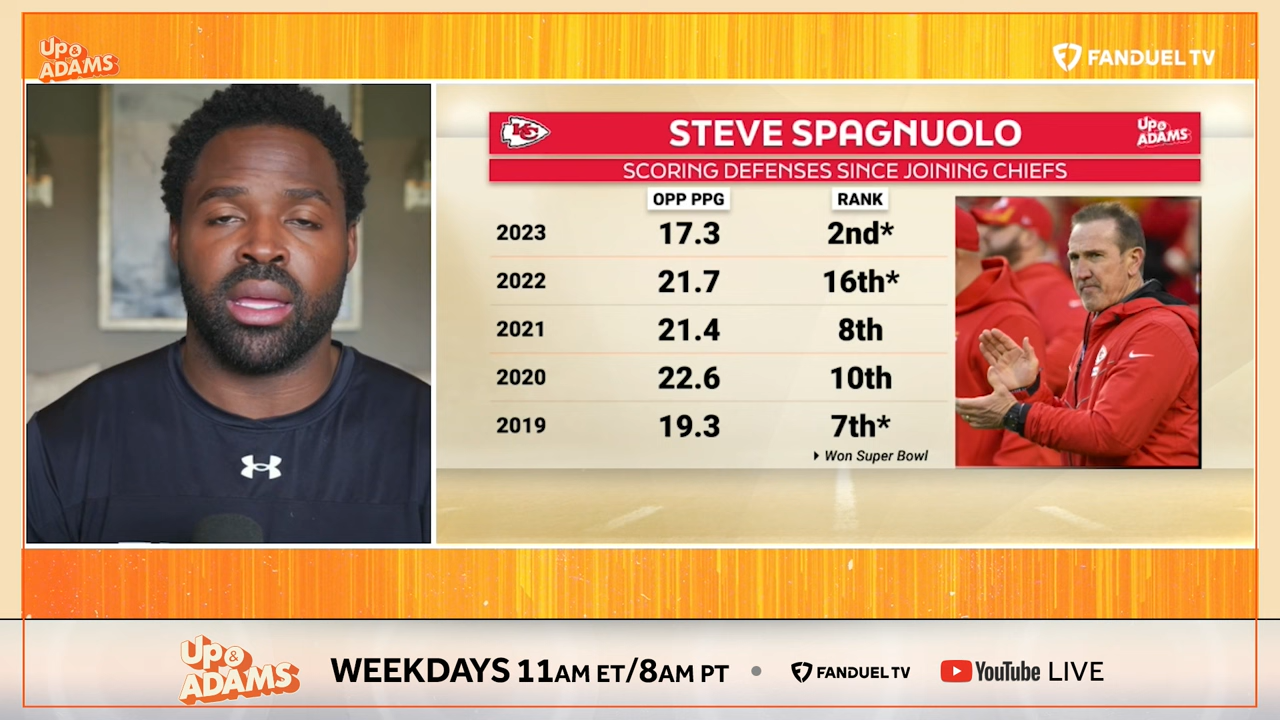 Up & ADAMS
FANDUEL TV
KC
STEVE SPAGNUOLO
Up & ADAMS
SCORING DEFENSES SINCE JOINING CHIEFS
OPP PPG RANK
2023 17.3 2nd*
2022 21.7 16th*
2021 21.4 8th
2020 22.6 10th
2019 19.3 7th*
Won Super Bowl
Up & ADAMS
WEEKDAYS 11AM ET/8AM PT • FANDUEL TV YouTube LIVE